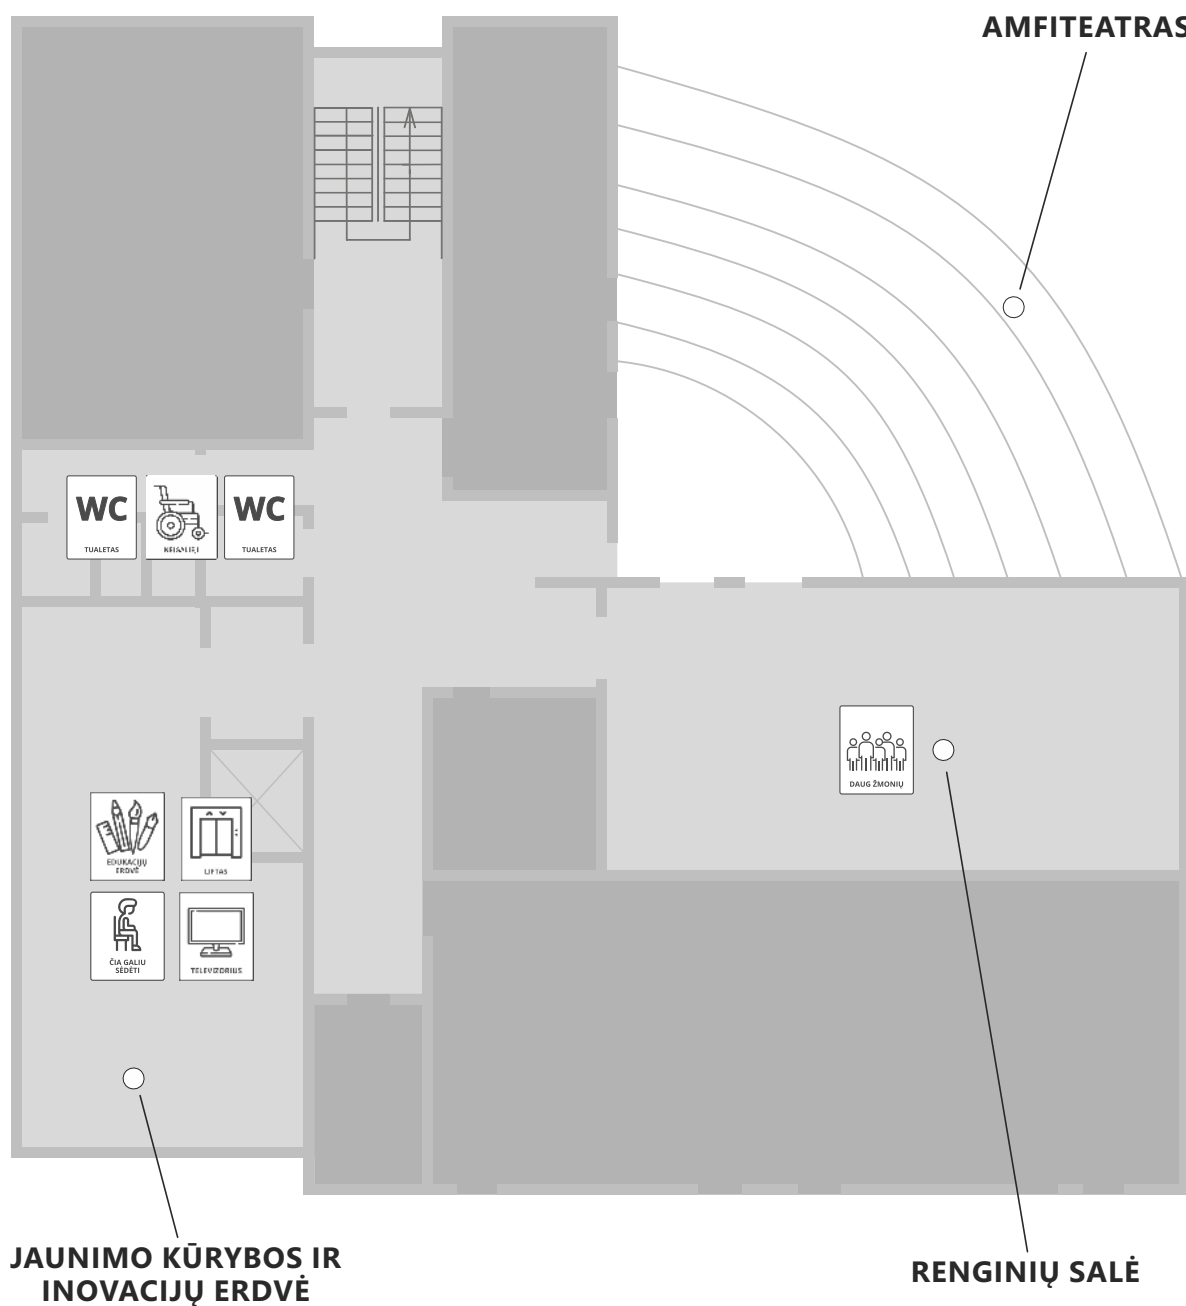 AMFITEATRAS
WC
TUALETAS
NEĮGALIEJI
WC
TUALETAS
DAUG ŽMONIŲ
EDUKACIJŲ
ERDVĖ
LIFTAS
ČIA GALIU
SĖDĖTI
TELEVIZORIUS
JAUNIMO KŪRYBOS IR
INOVACIJŲ ERDVĖ
RENGINIŲ SALĖ